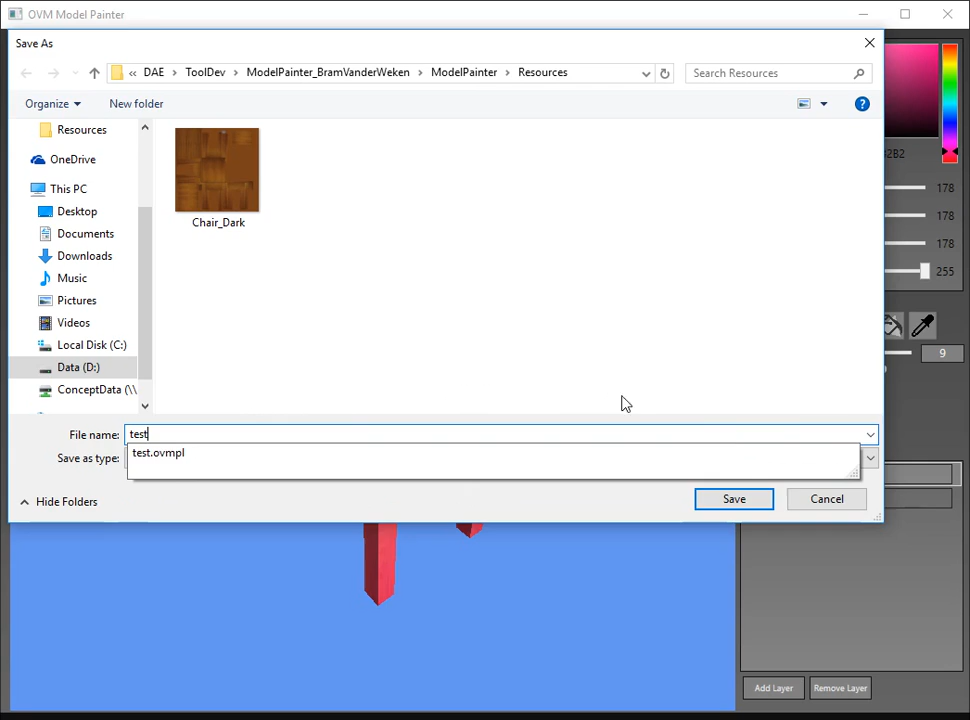 OVM Model Painter
Save As
« DAE > ToolDev > ModelPainter_BramVanderWeken > ModelPainter > Resources
Search Resources
Organize
New folder
Resources
OneDrive
This PC
Desktop
Documents
Downloads
Music
Pictures
Videos
Local Disk (C:)
Data (D:)
ConceptData (\\
Chair_Dark
2B2
178
178
178
255
9
File name: test
test.ovmpl
Save as type:
Hide Folders
Save
Cancel
Add Layer
Remove Layer